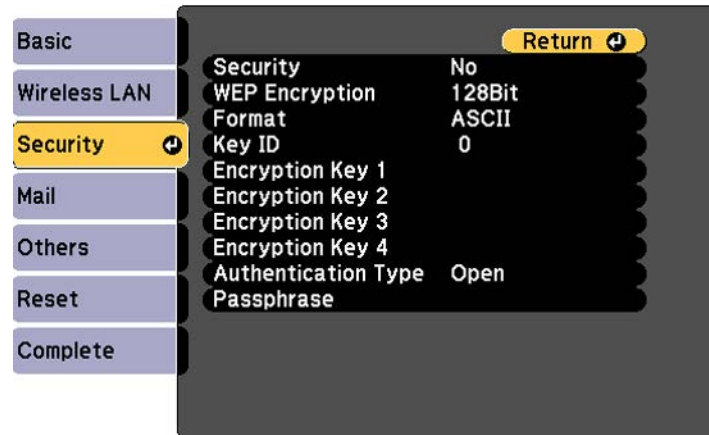 Basic
Wireless LAN
Security
Mail
Others
Reset
Complete
Return
Security No
WEP Encryption 128Bit
Format ASCII
Key ID 0
Encryption Key 1
Encryption Key 2
Encryption Key 3
Encryption Key 4
Authentication Type Open
Passphrase